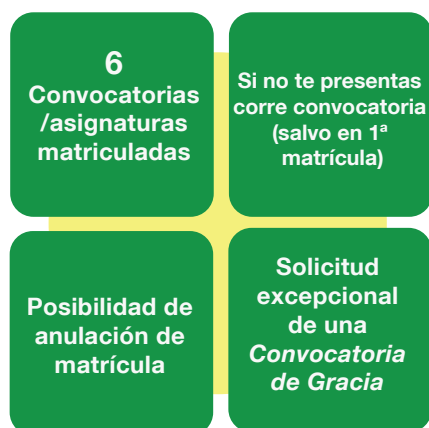 6
Convocatorias
/asignaturas
matriculadas
Si no te presentas
corre convocatoria
(salvo en 1ª
matrícula)
Posibilidad de
anulación de
matrícula
Solicitud
excepcional
de una
Convocatoria
de Gracia